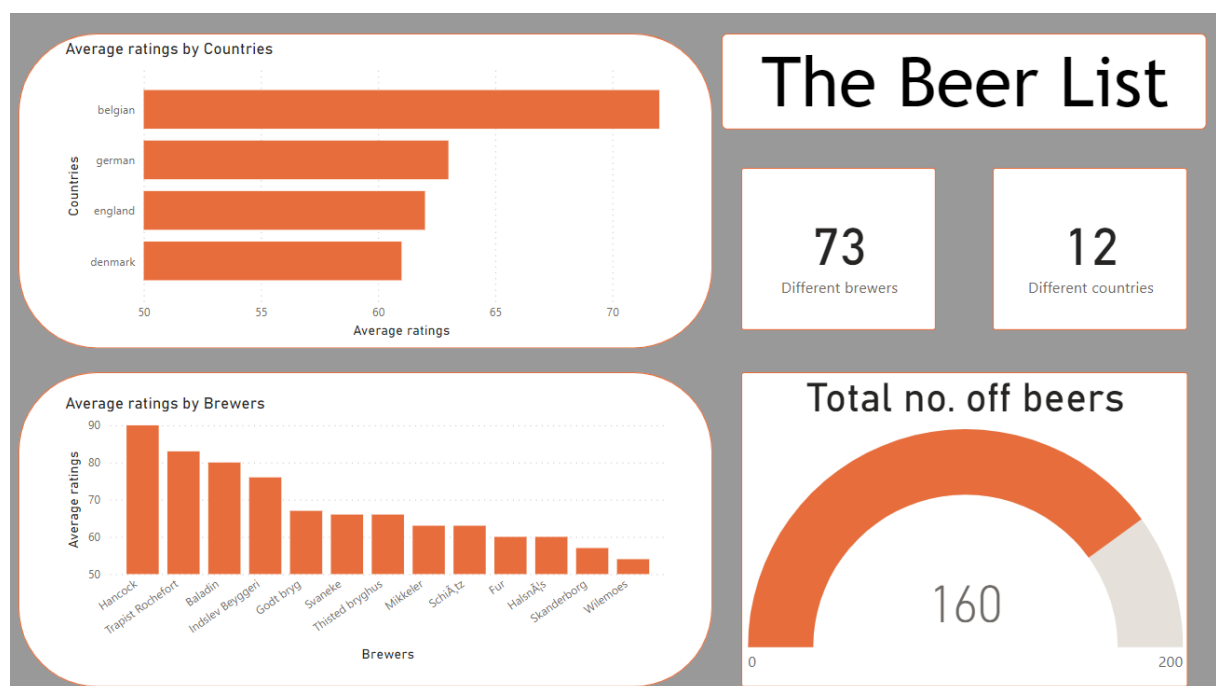 Average ratings by Countries
belgian
german
england
denmark
Countries
50 55 60 65 70
Average ratings
The Beer List
73
Different brewers
12
Different countries
Average ratings by Brewers
90
80
70
60
50
Average ratings
Hancock
Trapist Rochefort
Baladin
Indslev Beyggeri
Godt bryg
Svaneke
Thisted bryghus
Mikkeler
SchiÃ¸tz
Fur
HalsnÃ¦s
Skanderborg
Wilemoes
Brewers
Total no. off beers
160
0 200